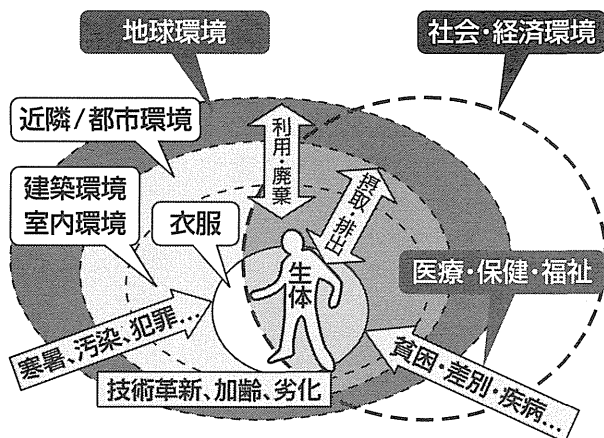 地球環境
社会・経済環境
近隣/都市環境
利用・廃棄
摂取・排出
建築環境
室内環境
衣服
生体
医療・保健・福祉
寒暑、汚染、犯罪…
貧困・差別・疾病…
技術革新、加齢、劣化